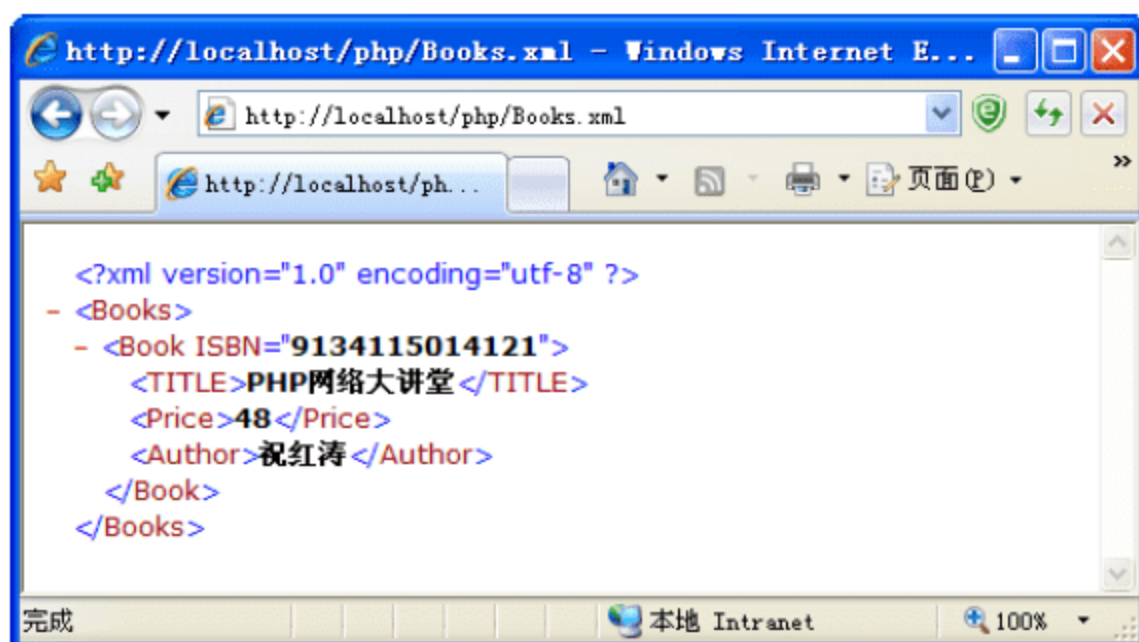 http://localhost/php/Books.xml - Windows Internet E...
http://localhost/php/Books.xml
http://localhost/ph... 页面(P) »
<?xml version="1.0" encoding="utf-8" ?>
- <Books>
- <Book ISBN="9134115014121">
<TITLE>PHP网络大讲堂</TITLE>
<Price>48</Price>
<Author>祝红涛</Author>
</Book>
</Books>
完成 本地 Intranet 100%